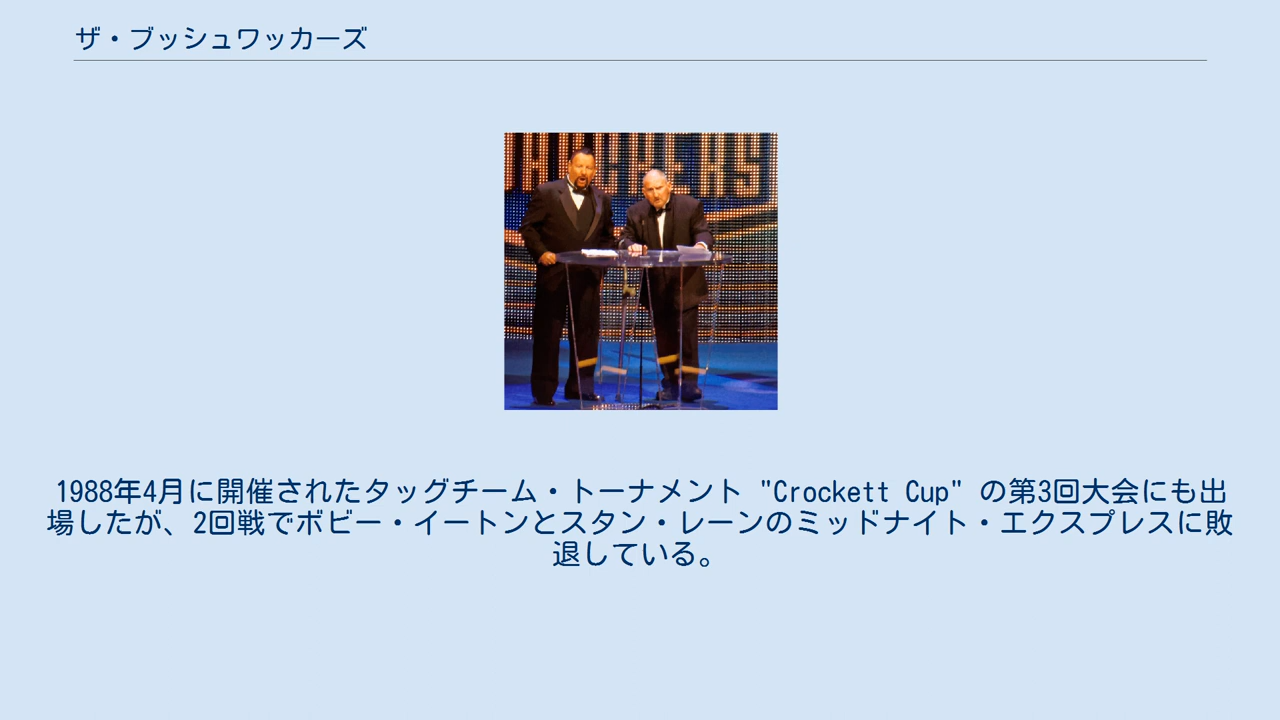 ザ・ブッシュワッカーズ
1988年4月に開催されたタッグチーム・トーナメント "Crockett Cup" の第3回大会にも出
場したが、2回戦でボビー・イートンとスタン・レーンのミッドナイト・エクスプレスに敗
退している。